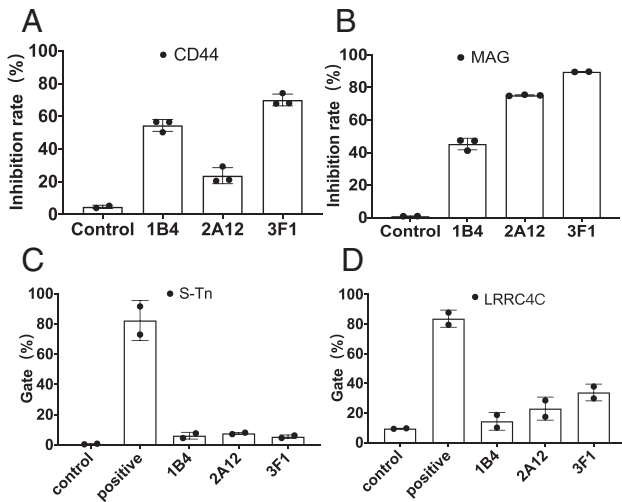 A
CD44
Inhibition rate (%)
100
80
60
40
20
0
Control 1B4 2A12 3F1
B
MAG
Inhibition rate (%)
100
80
60
40
20
0
Control 1B4 2A12 3F1
C
S-Tn
Gate (%)
100
80
60
40
20
0
control positive 1B4 2A12 3F1
D
LRRC4C
Gate (%)
100
80
60
40
20
0
control positive 1B4 2A12 3F1